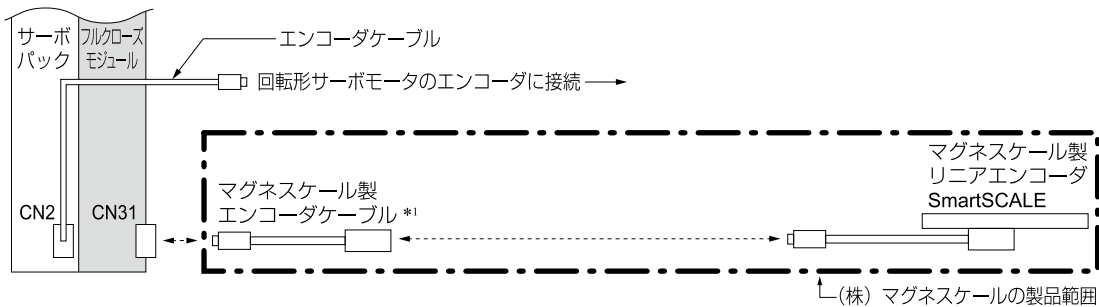 サーボ
パック
フルクローズ
モジュール
エンコーダケーブル
回転形サーボモータのエンコーダに接続
CN2
CN31
マグネスケール製
エンコーダケーブル *1
マグネスケール製
リニアエンコーダ
SmartSCALE
(株) マグネスケールの製品範囲